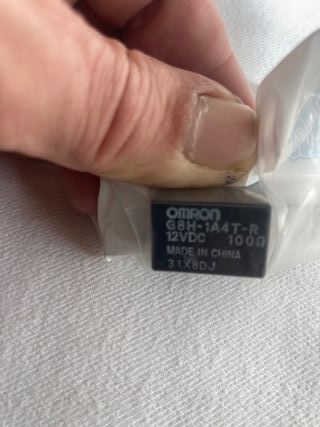 OMRON
G8H-1A4T-R
12VDC 100Ω
MADE IN CHINA
31X8DJ